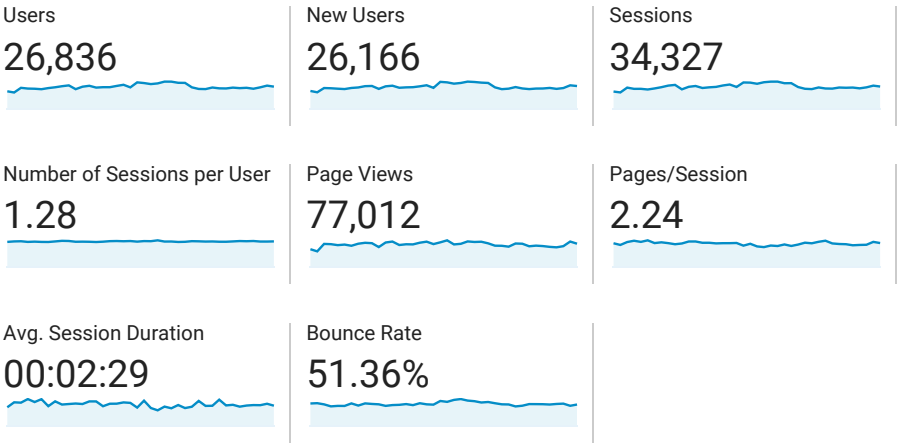 Users
26,836
New Users
26,166
Sessions
34,327
Number of Sessions per User
1.28
Page Views
77,012
Pages/Session
2.24
Avg. Session Duration
00:02:29
Bounce Rate
51.36%